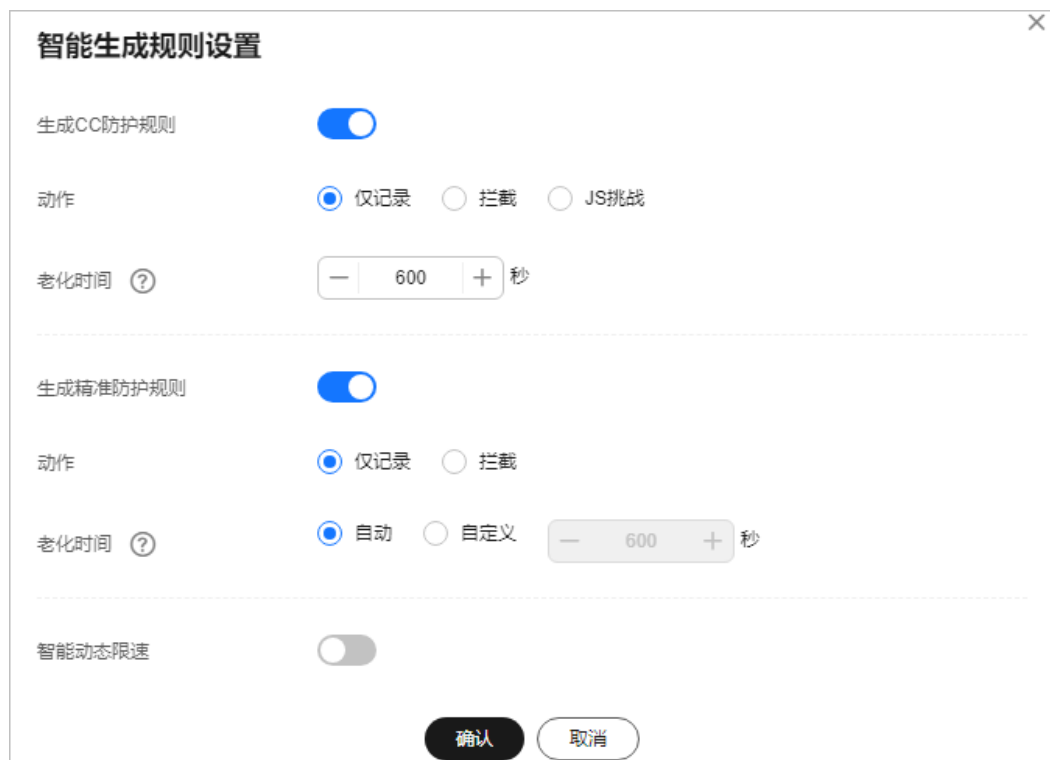 智能生成规则设置
生成CC防护规则
动作 仅记录 拦截 JS挑战
老化时间 ? 600 秒
生成精准防护规则
动作 仅记录 拦截
老化时间 ? 自动 自定义 600 秒
智能动态限速
确认 取消